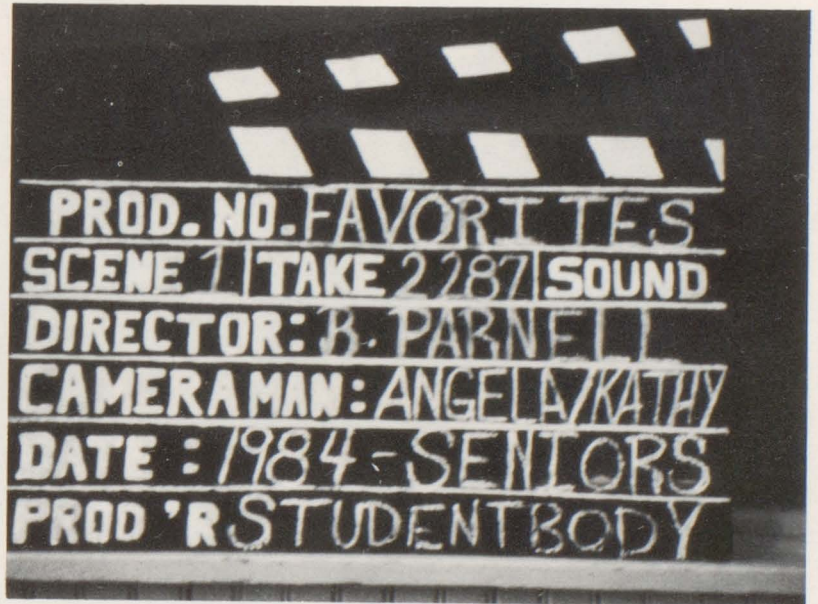 PROD. NO. FAVORITES
SCENE 1 TAKE 2287 SOUND
DIRECTOR: B. PARNELL
CAMERAMAN: ANGELA/KATHY
DATE: 1984-SENIORS
PROD'R STUDENTBODY